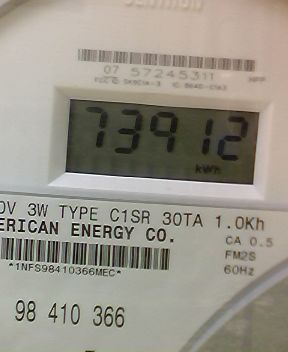 CENTRON
07 57245311
73912
kWh
0V 3W TYPE C1SR 30TA 1.0Kh
ERICAN ENERGY CO.
CA 0.5
FM2S
60Hz
*1NFS98410366MEC*
98 410 366